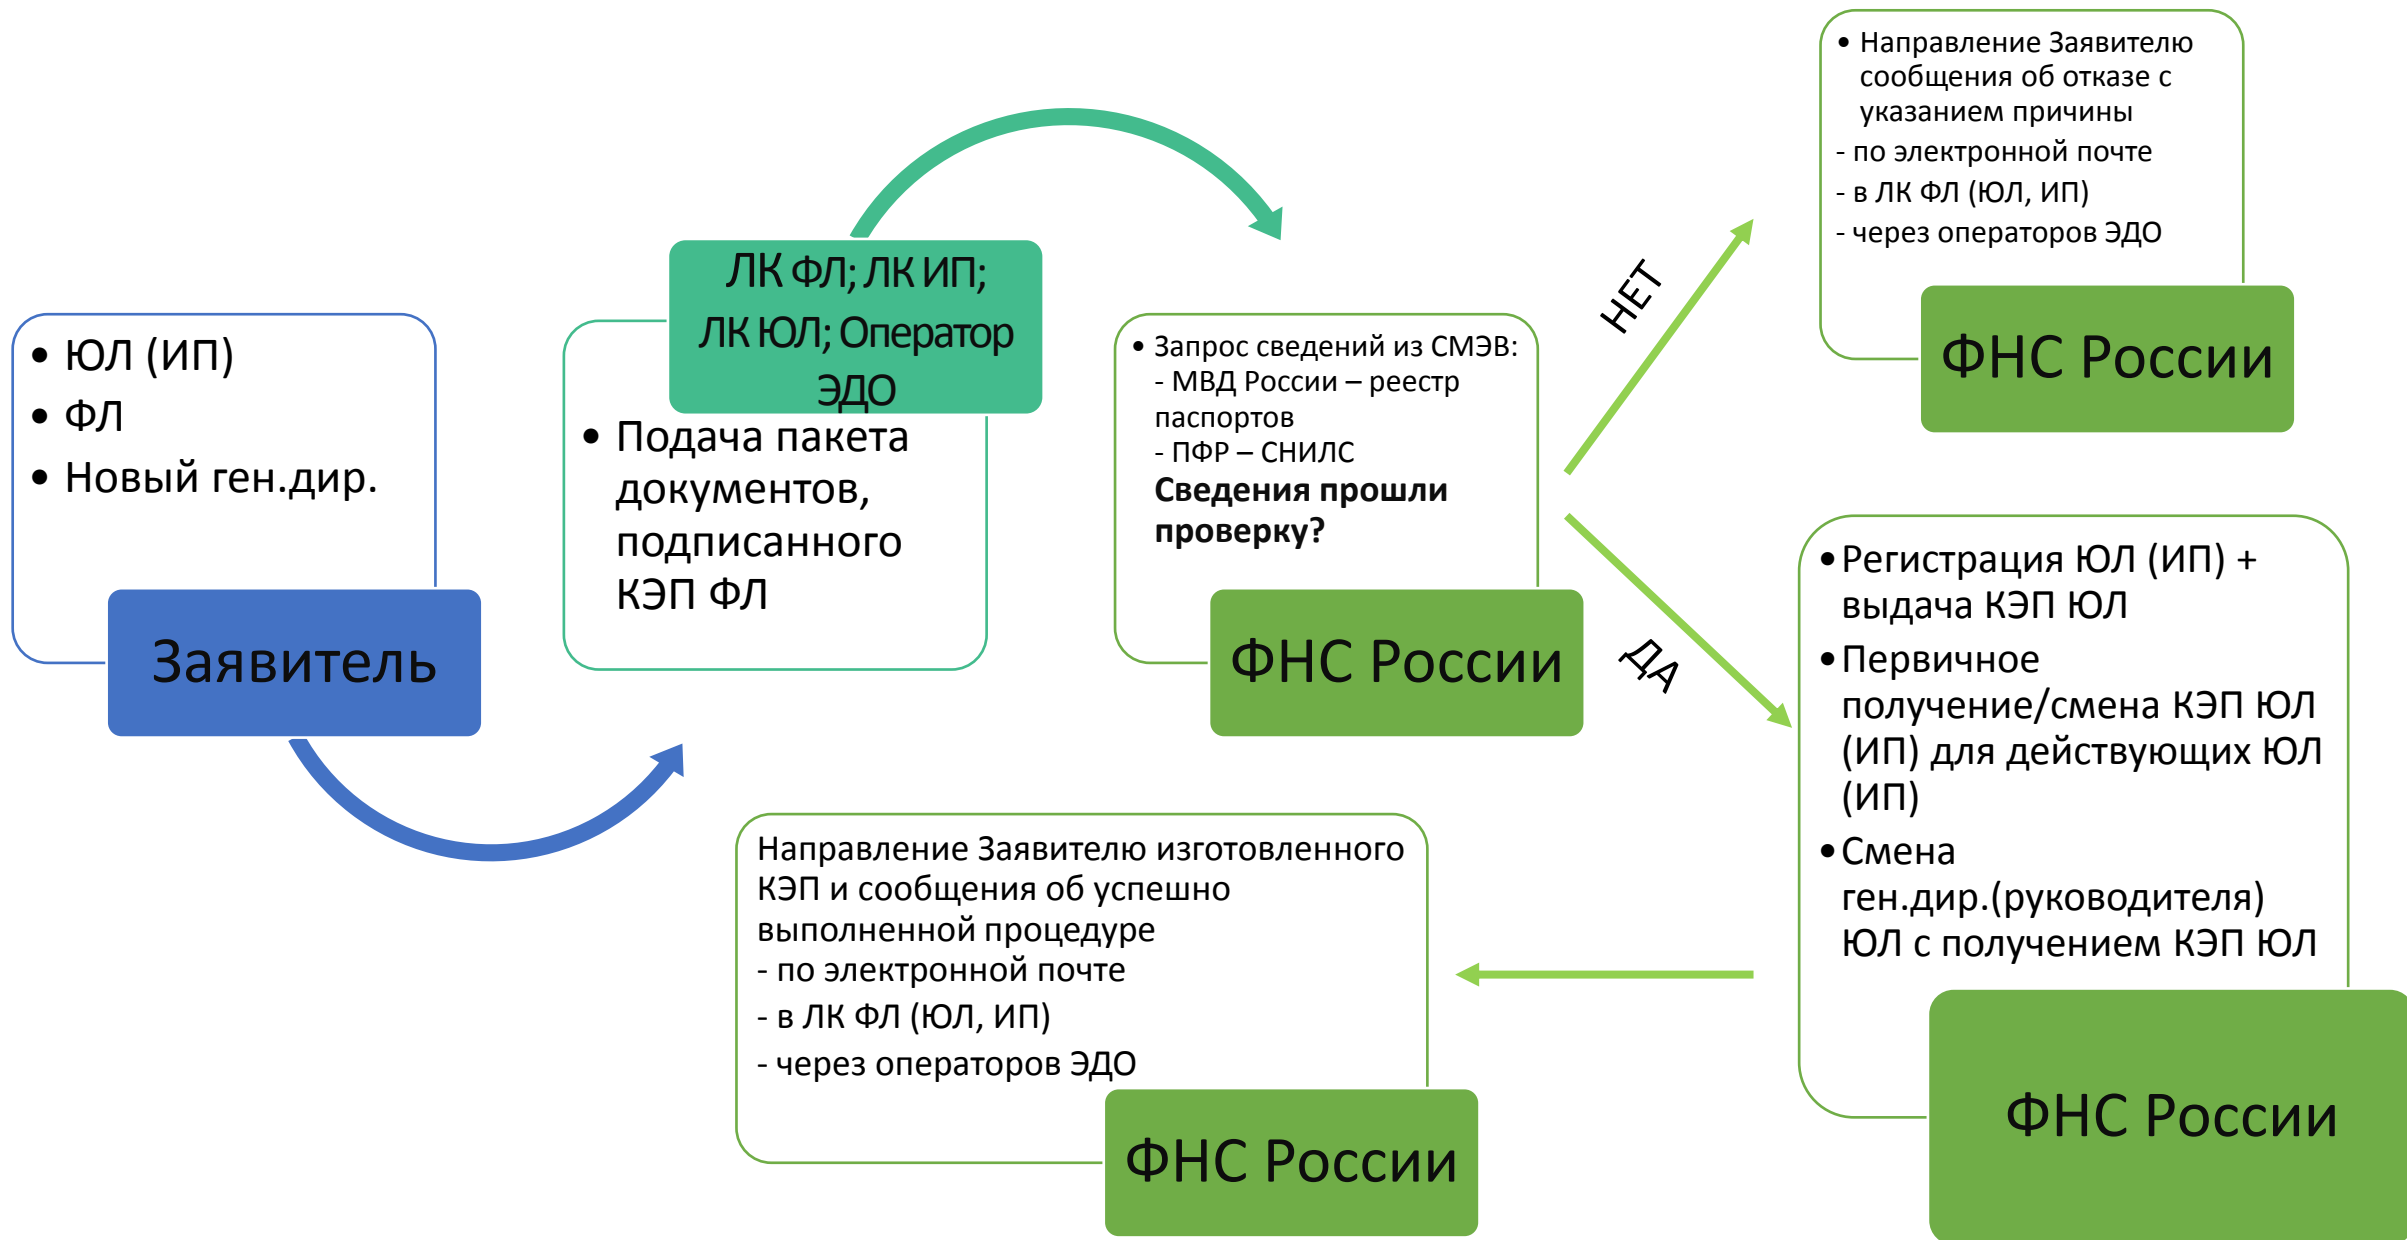 • ЮЛ (ИП)
• ФЛ
• Новый ген.дир.
Заявитель
ЛК ФЛ; ЛК ИП;
ЛК ЮЛ; Оператор
ЭДО
• Подача пакета
документов,
подписанного
КЭП ФЛ
• Запрос сведений из СМЭВ:
- МВД России – реестр
паспортов
- ПФР – СНИЛС
Сведения прошли
проверку?
ФНС России
НЕТ
• Направление Заявителю
сообщения об отказе с
указанием причины
- по электронной почте
- в ЛК ФЛ (ЮЛ, ИП)
- через операторов ЭДО
ФНС России
ДА
• Регистрация ЮЛ (ИП) +
выдача КЭП ЮЛ
• Первичное
получение/смена КЭП ЮЛ
(ИП) для действующих ЮЛ
(ИП)
• Смена
ген.дир.(руководителя)
ЮЛ с получением КЭП ЮЛ
ФНС России
Направление Заявителю изготовленного
КЭП и сообщения об успешно
выполненной процедуре
- по электронной почте
- в ЛК ФЛ (ЮЛ, ИП)
- через операторов ЭДО
ФНС России